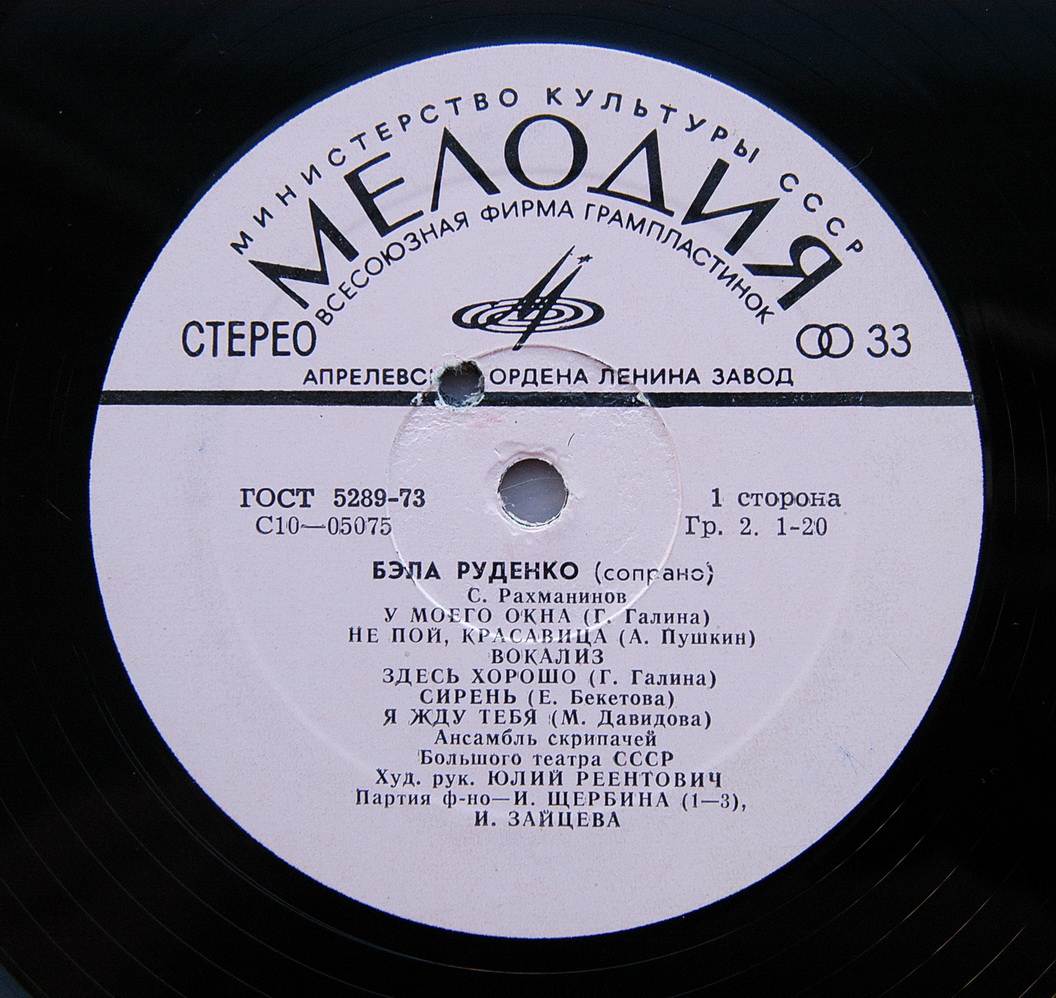 МИНИСТЕРСТВО КУЛЬТУРЫ СССР
МЕЛОДИЯ
ВСЕСОЮЗНАЯ ФИРМА ГРАМПЛАСТИНОК
СТЕРЕО
33
ОРДЕНА ЛЕНИНА ЗАВОД
ГОСТ 5289-73
1 сторона
С10—05075
Гр. 2. 1-20
БЭЛА РУДЕНКО (сопрано)
С. Рахманинов
У МОЕГО ОКНА (Г. Галина)
НЕ ПОЙ, КРАСАВИЦА (А. Пушкин)
ВОКАЛИЗ
ЗДЕСЬ ХОРОШО (Г. Галина)
СИРЕНЬ (Е. Бекетова)
Я ЖДУ ТЕБЯ (М. Давидова)
Ансамбль скрипачей
Большого театра СССР
Худ. рук. ЮЛИЙ РЕЕНТОВИЧ
Партия ф-но—И. ЩЕРБИНА (1—3),
И. ЗАЙЦЕВА